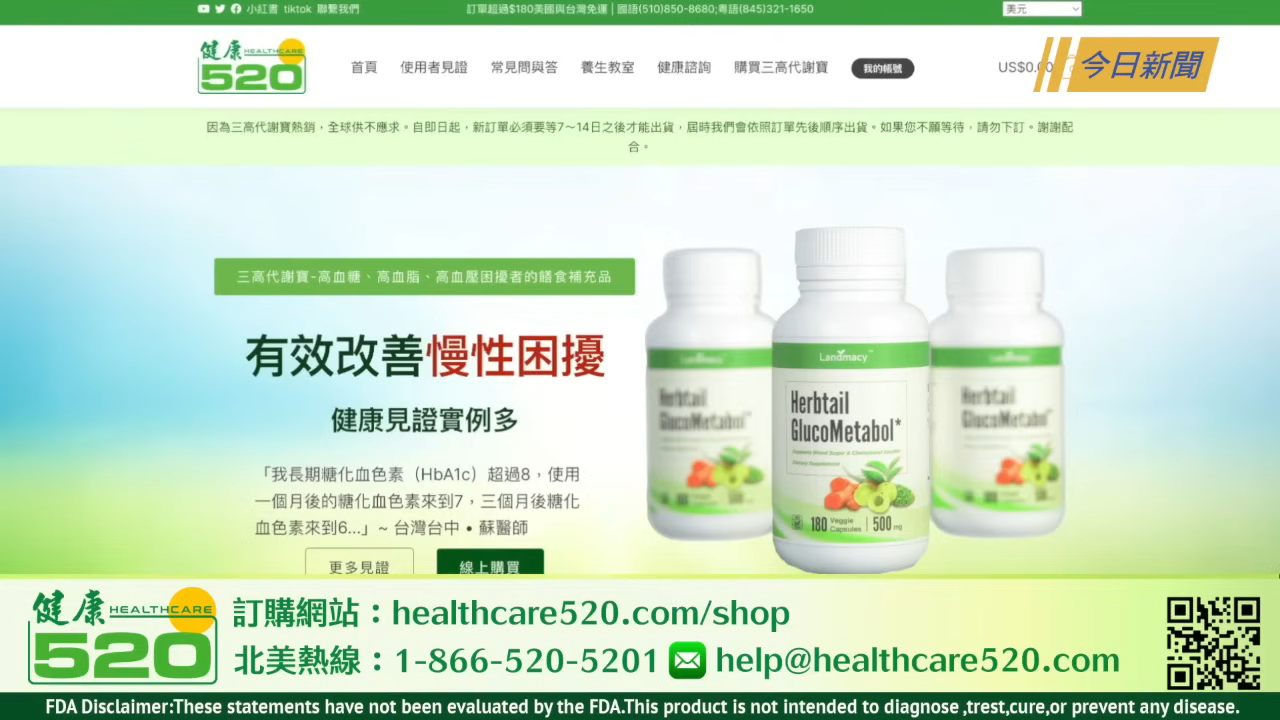 小紅書 tiktok 聯繫我們
訂單超過$180美國與台灣免運 | 國語(510)850-8680;粵語(845)321-1650
美元
健康 HEALTHCARE
520
首頁 使用者見證 常見問與答 養生教室 健康諮詢 購買三高代謝寶 我的帳號
US$0.00
今日新聞
因為三高代謝寶熱銷，全球供不應求。自即日起，新訂單必須要等7～14日之後才能出貨，屆時我們會依照訂單先後順序出貨。如果您不願等待，請勿下訂。謝謝配
合。
三高代謝寶-高血糖、高血脂、高血壓困擾者的膳食補充品
有效改善慢性困擾
健康見證實例多
「我長期糖化血色素（HbA1c）超過8，使用
一個月後的糖化血色素來到7，三個月後糖化
血色素來到6...」~ 台灣台中 • 蘇醫師
更多見證 線上購買
Landmacy
Herbtail
GlucoMetabol*
Supports Blood Sugar & Cholesterol
Dietary Supplement
180 Veggie Capsules | 500 mg
Herbtail
GlucoMetabol
Herbtail
GlucoMetabol
健康 HEALTHCARE
520
訂購網站：healthcare520.com/shop
北美熱線：1-866-520-5201 help@healthcare520.com
FDA Disclaimer:These statements have not been evaluated by the FDA.This product is not intended to diagnose ,trest,cure,or prevent any disease.